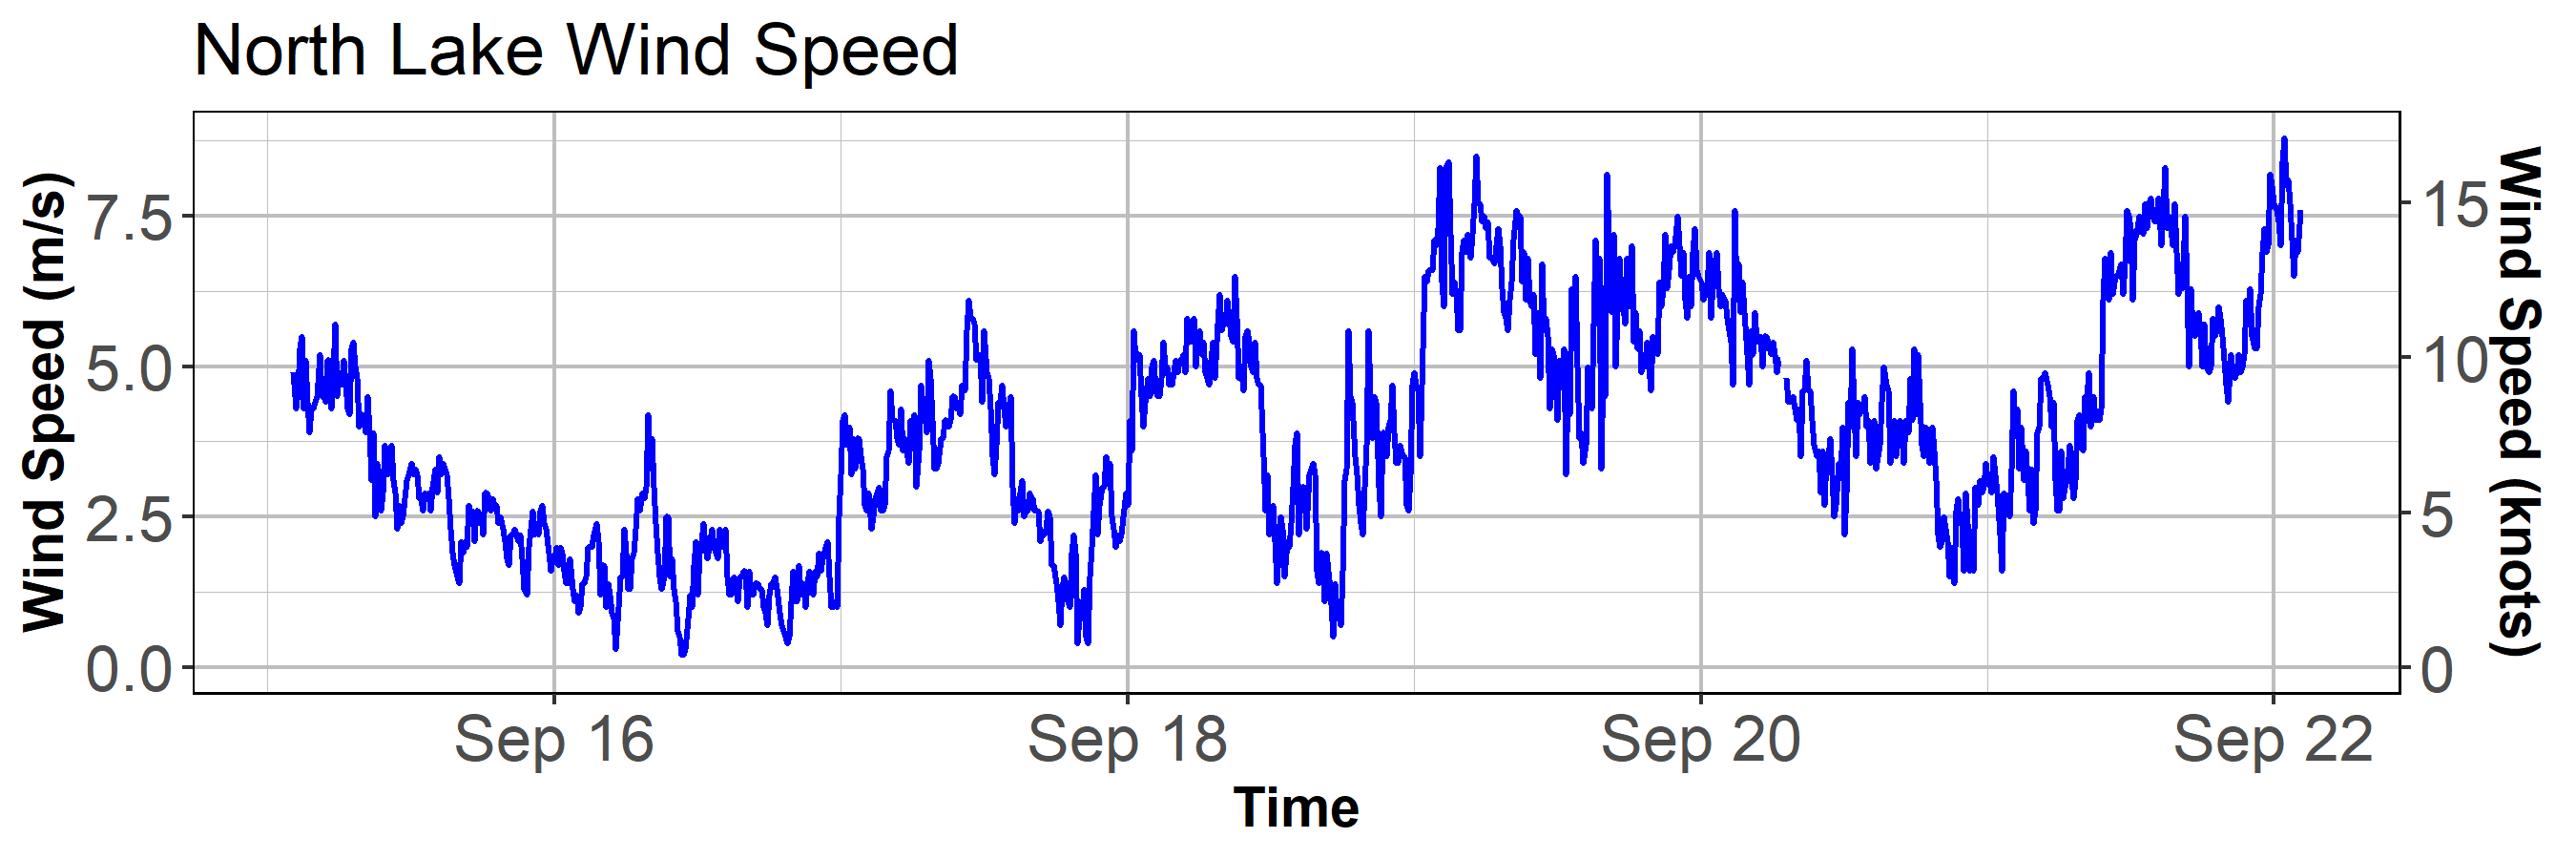 North Lake Wind Speed
Wind Speed (m/s)
7.5
5.0
2.5
0.0
15
10
5
0
Wind Speed (knots)
Sep 16
Sep 18
Sep 20
Sep 22
Time